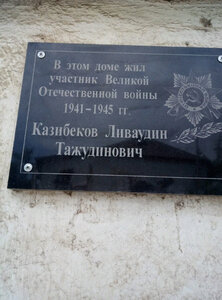 В этом доме жил
участник Великой
Отечественной войны
1941-1945 гг.
Казибеков Ливаудин
Тажудинович